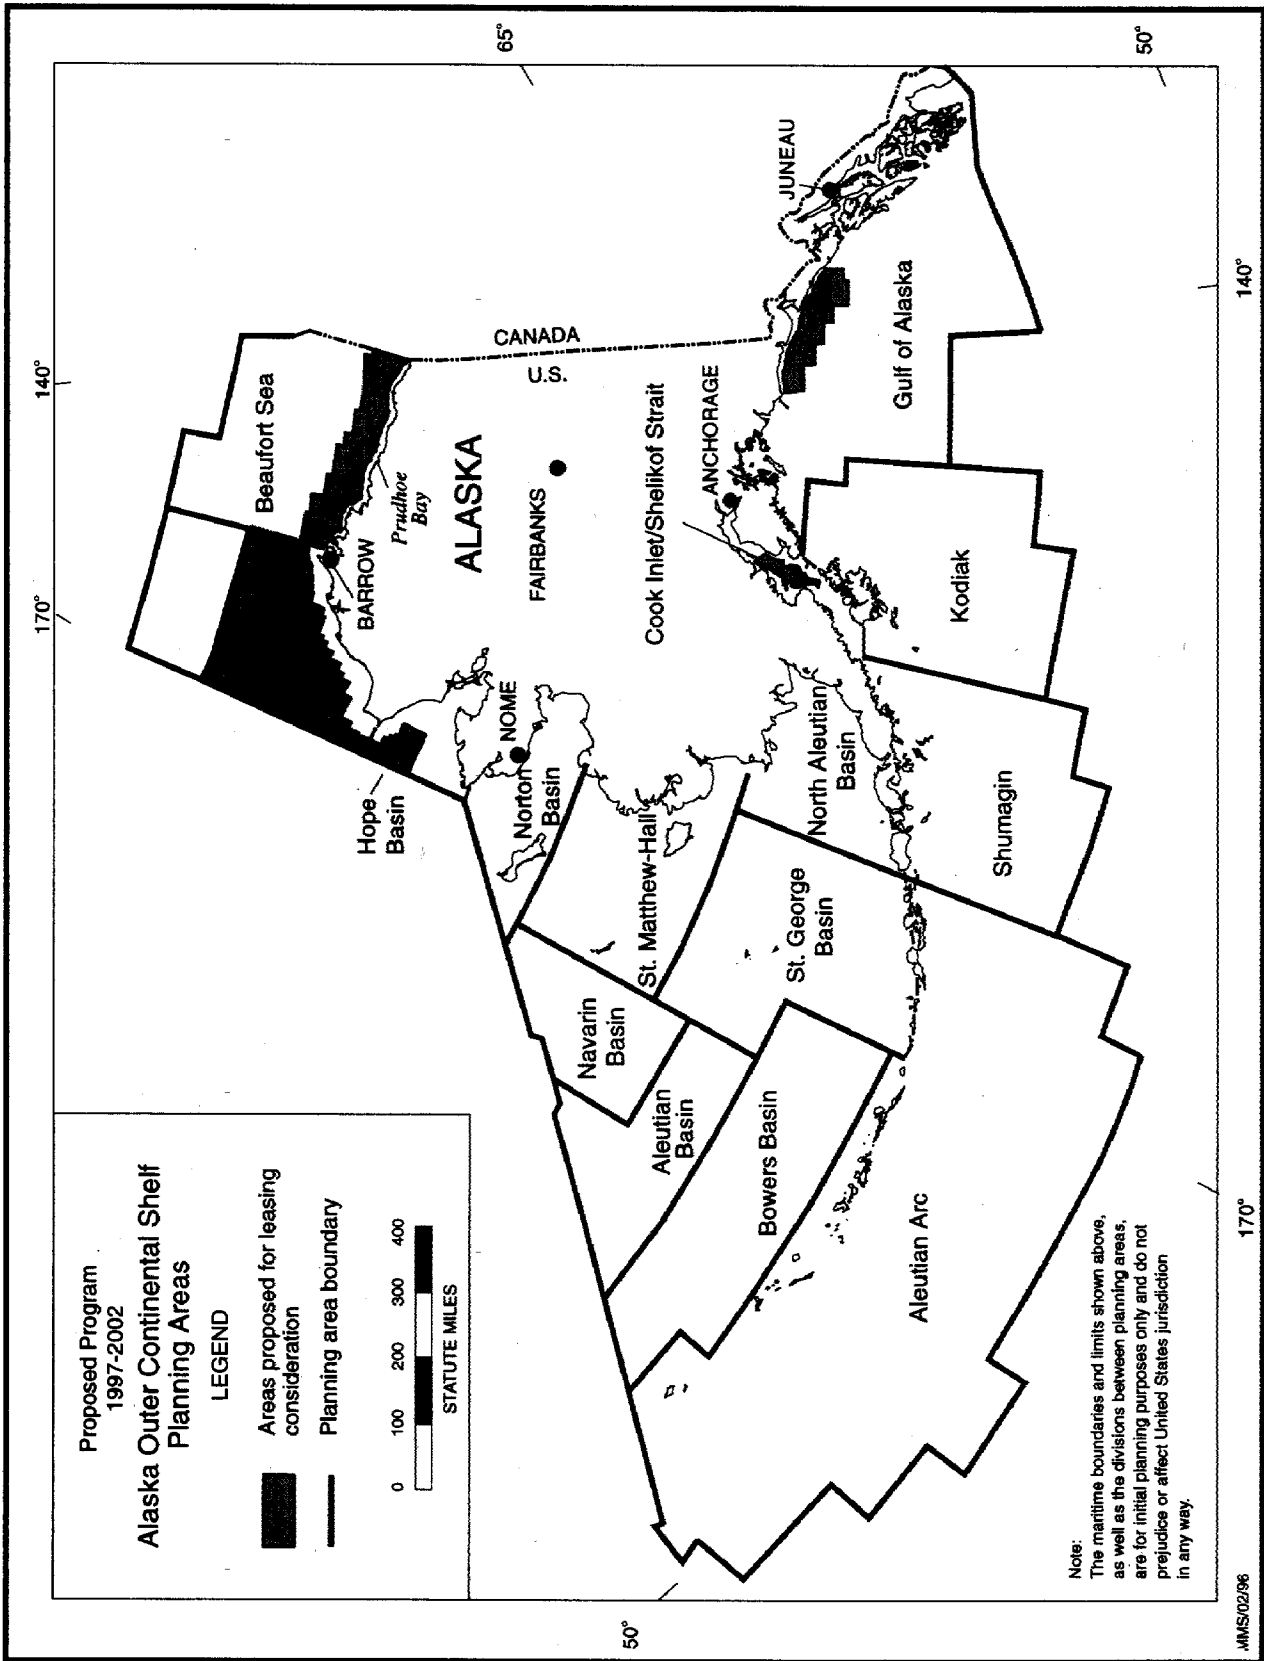 Proposed Program
1997-2002
Alaska Outer Continental Shelf
Planning Areas
LEGEND
Areas proposed for leasing
consideration
Planning area boundary
0 100 200 300 400
STATUTE MILES
170°
140°
65°
50°
140°
170°
50°
Beaufort Sea
BARROW
Prudhoe
Bay
Hope
Basin
ALASKA
FAIRBANKS
CANADA
U.S.
NOME
Norton
Basin
Cook Inlet/Shelikof Strait
ANCHORAGE
JUNEAU
Gulf of Alaska
Kodiak
Shumagin
North Aleutian
Basin
St. Matthew-Hall
St. George
Basin
Navarin
Basin
Aleutian
Basin
Bowers Basin
Aleutian Arc
Note:
The maritime boundaries and limits shown above,
as well as the divisions between planning areas,
are for initial planning purposes only and do not
prejudice or affect United States jurisdiction
in any way.
MMS/02/96